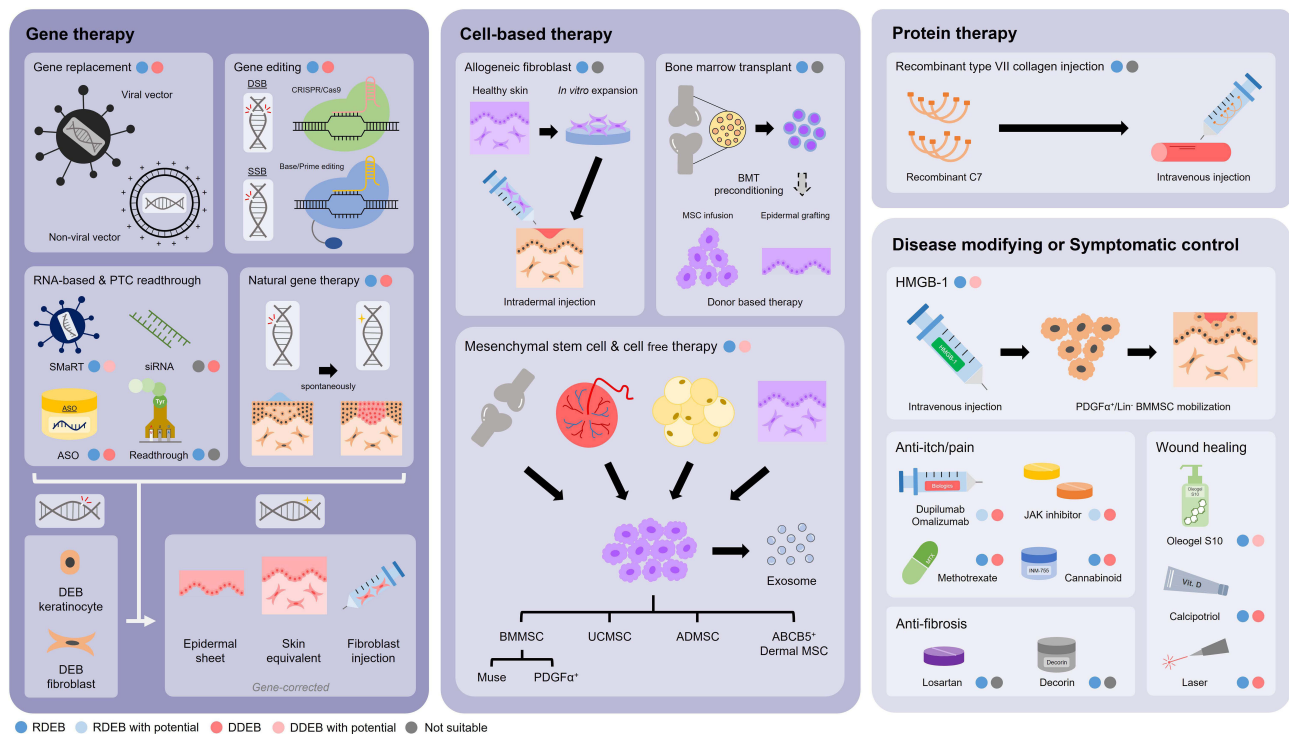 Gene therapy
Gene replacement
Viral vector
Non-viral vector
Gene editing
DSB
CRISPR/Cas9
SSB
Base/Prime editing
RNA-based & PTC readthrough
SMaRT
siRNA
ASO
Tyr
ASO
Readthrough
Natural gene therapy
spontaneously
DEB
keratinocyte
DEB
fibroblast
Epidermal
sheet
Skin
equivalent
Fibroblast
injection
Gene-corrected
Cell-based therapy
Allogeneic fibroblast
Healthy skin
In vitro expansion
Intradermal injection
Bone marrow transplant
BMT
preconditioning
MSC infusion
Epidermal grafting
Donor based therapy
Mesenchymal stem cell & cell free therapy
Exosome
BMMSC
UCMSC
ADMSC
ABCB5⁺
Dermal MSC
Muse
PDGFα⁺
Protein therapy
Recombinant type VII collagen injection
Recombinant C7
Intravenous injection
Disease modifying or Symptomatic control
HMGB-1
HMGB-1
Intravenous injection
PDGFα⁺/Lin⁻ BMMSC mobilization
Anti-itch/pain
Biologics
Dupilumab
Omalizumab
JAK inhibitor
MTX
Methotrexate
INM-755
Cannabinoid
Anti-fibrosis
Losartan
Decorin
Decorin
Wound healing
Oleogel
S10
Oleogel S10
Vit. D
Calcipotriol
Laser
RDEB
RDEB with potential
DDEB
DDEB with potential
Not suitable